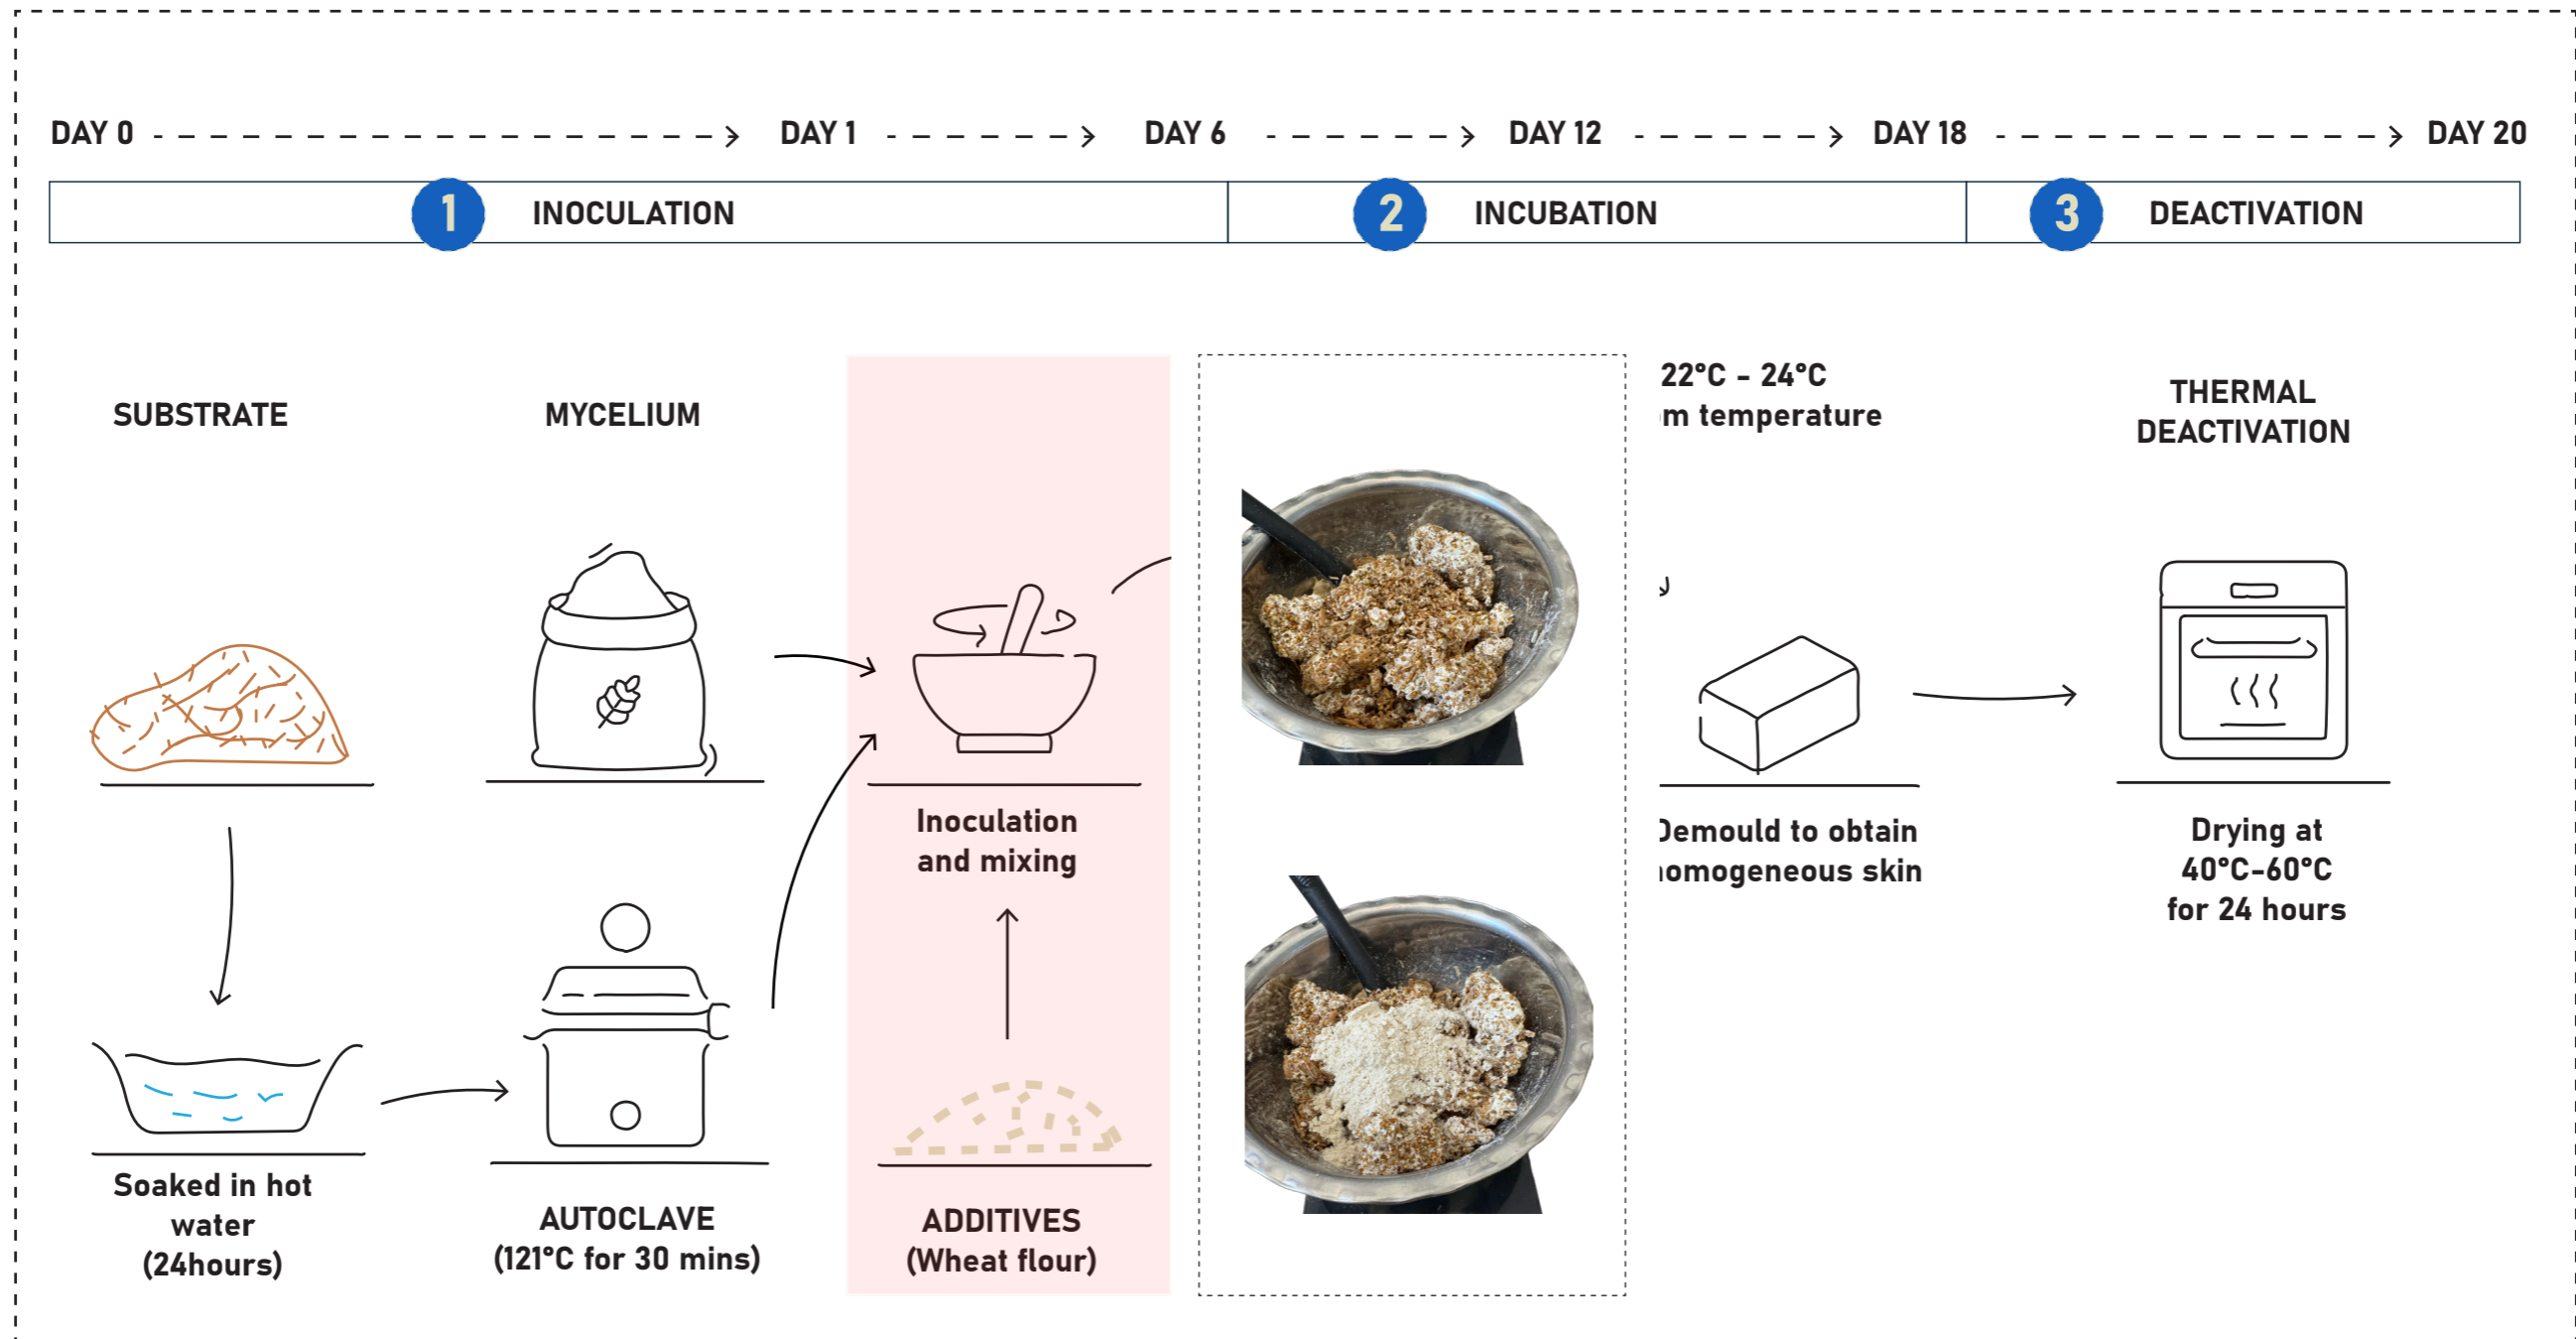 DAY 0
DAY 1
DAY 6
DAY 12
DAY 18
DAY 20
1
INOCULATION
2
INCUBATION
3
DEACTIVATION
SUBSTRATE
MYCELIUM
22°C - 24°C
temperature
THERMAL
DEACTIVATION
Inoculation
and mixing
Demould to obtain
homogeneous skin
Drying at
40°C-60°C
for 24 hours
Soaked in hot
water
(24hours)
AUTOCLAVE
(121°C for 30 mins)
ADDITIVES
(Wheat flour)